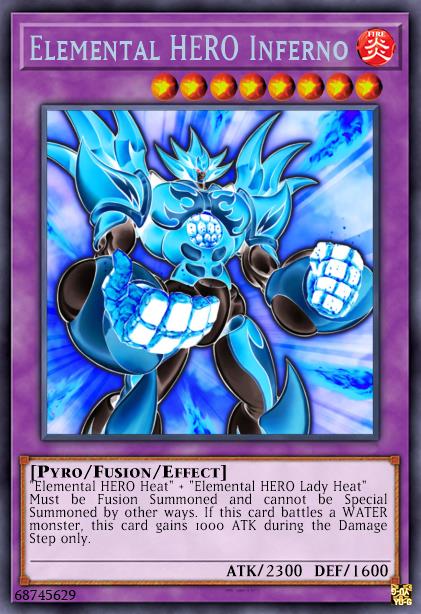 ELEMENTAL HERO INFERNO
FIRE
炎
[PYRO/FUSION/EFFECT]
"Elemental HERO Heat" + "Elemental HERO Lady Heat"
Must be Fusion Summoned and cannot be Special
Summoned by other ways. If this card battles a WATER
monster, this card gains 1000 ATK during the Damage
Step only.
ATK/2300 DEF/1600
68745629